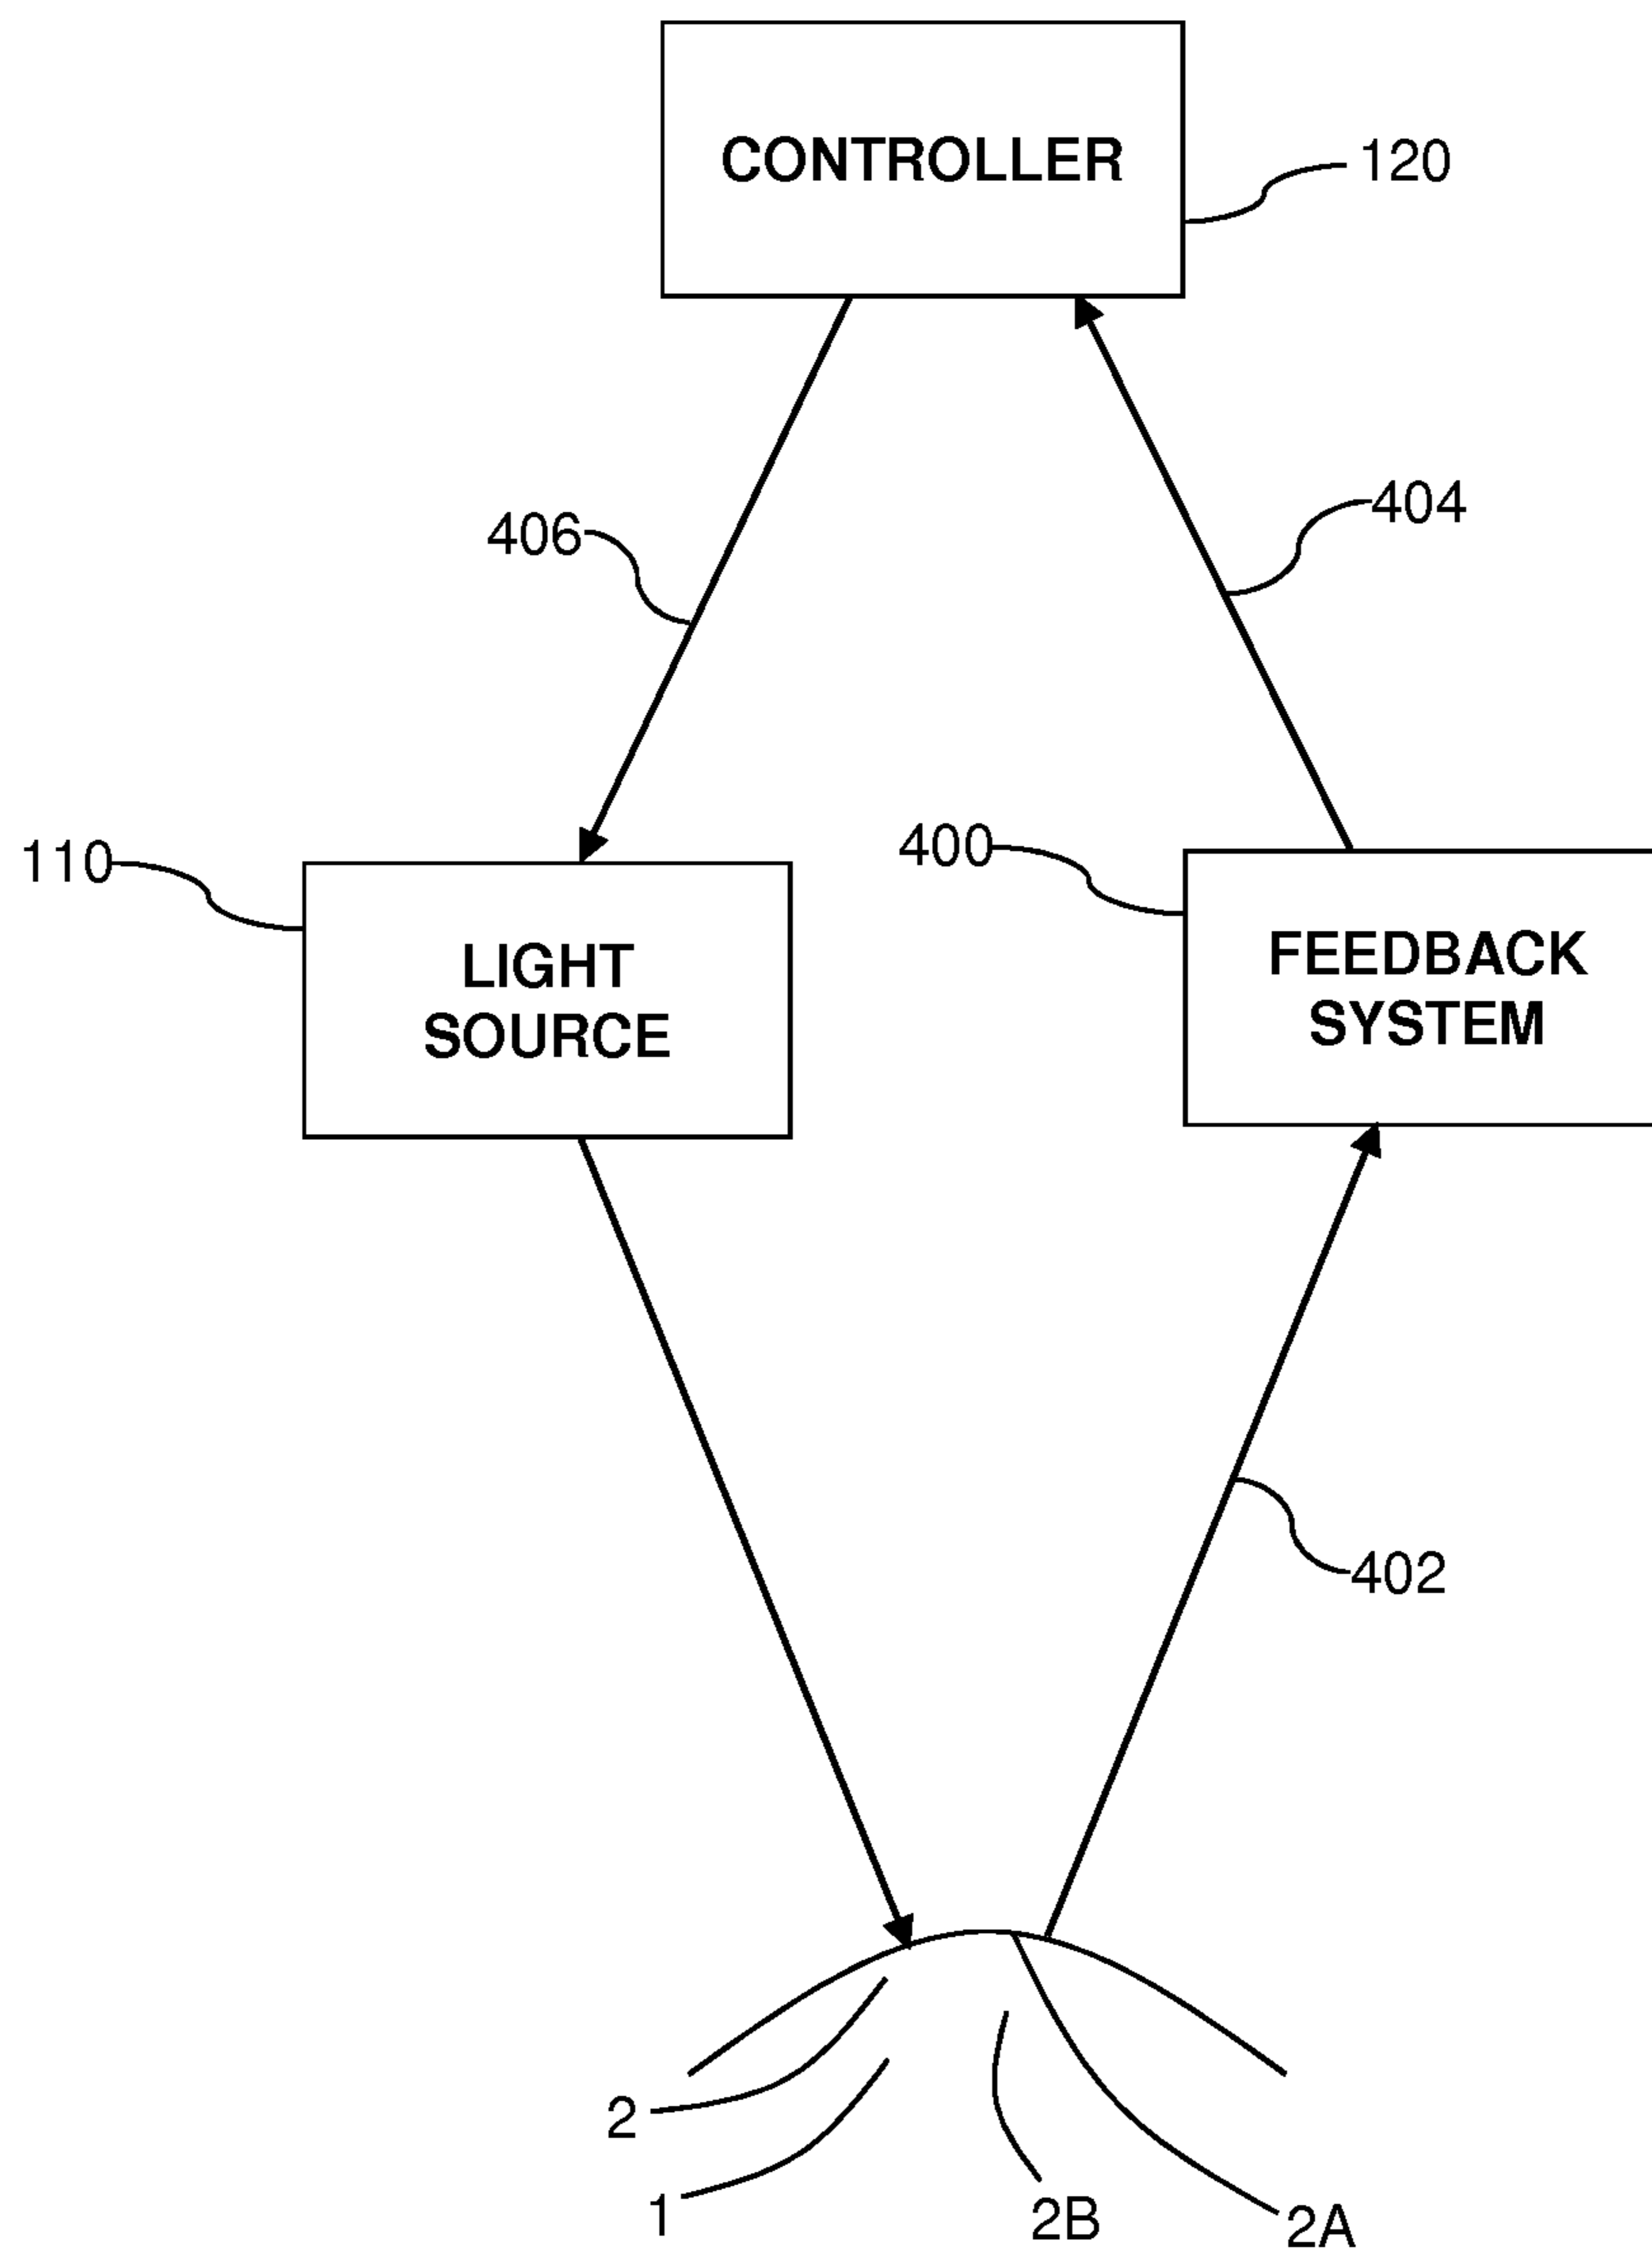 CONTROLLER
120
406
404
110
400
LIGHT
SOURCE
FEEDBACK
SYSTEM
402
2
1
2B
2A